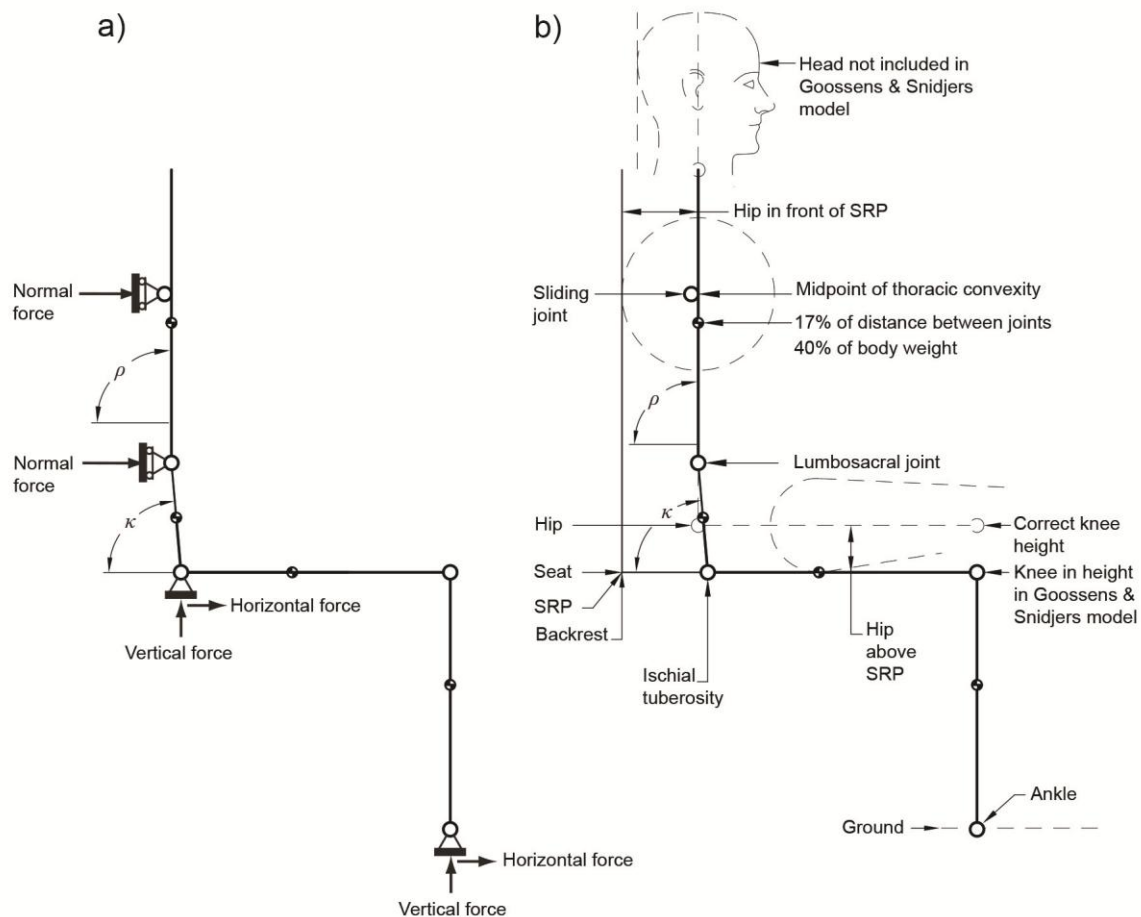 a)
b)
Head not included in
Goossens & Snidjers
model
Hip in front of SRP
Normal
force
Sliding
joint
Midpoint of thoracic convexity
17% of distance between joints
40% of body weight
ρ
ρ
Normal
force
Lumbosacral joint
κ
κ
Hip
Correct knee
height
Seat
Knee in height
in Goossens &
Snidjers model
SRP
Backrest
Horizontal force
Vertical force
Hip
above
SRP
Ischial
tuberosity
Ankle
Ground
Horizontal force
Vertical force